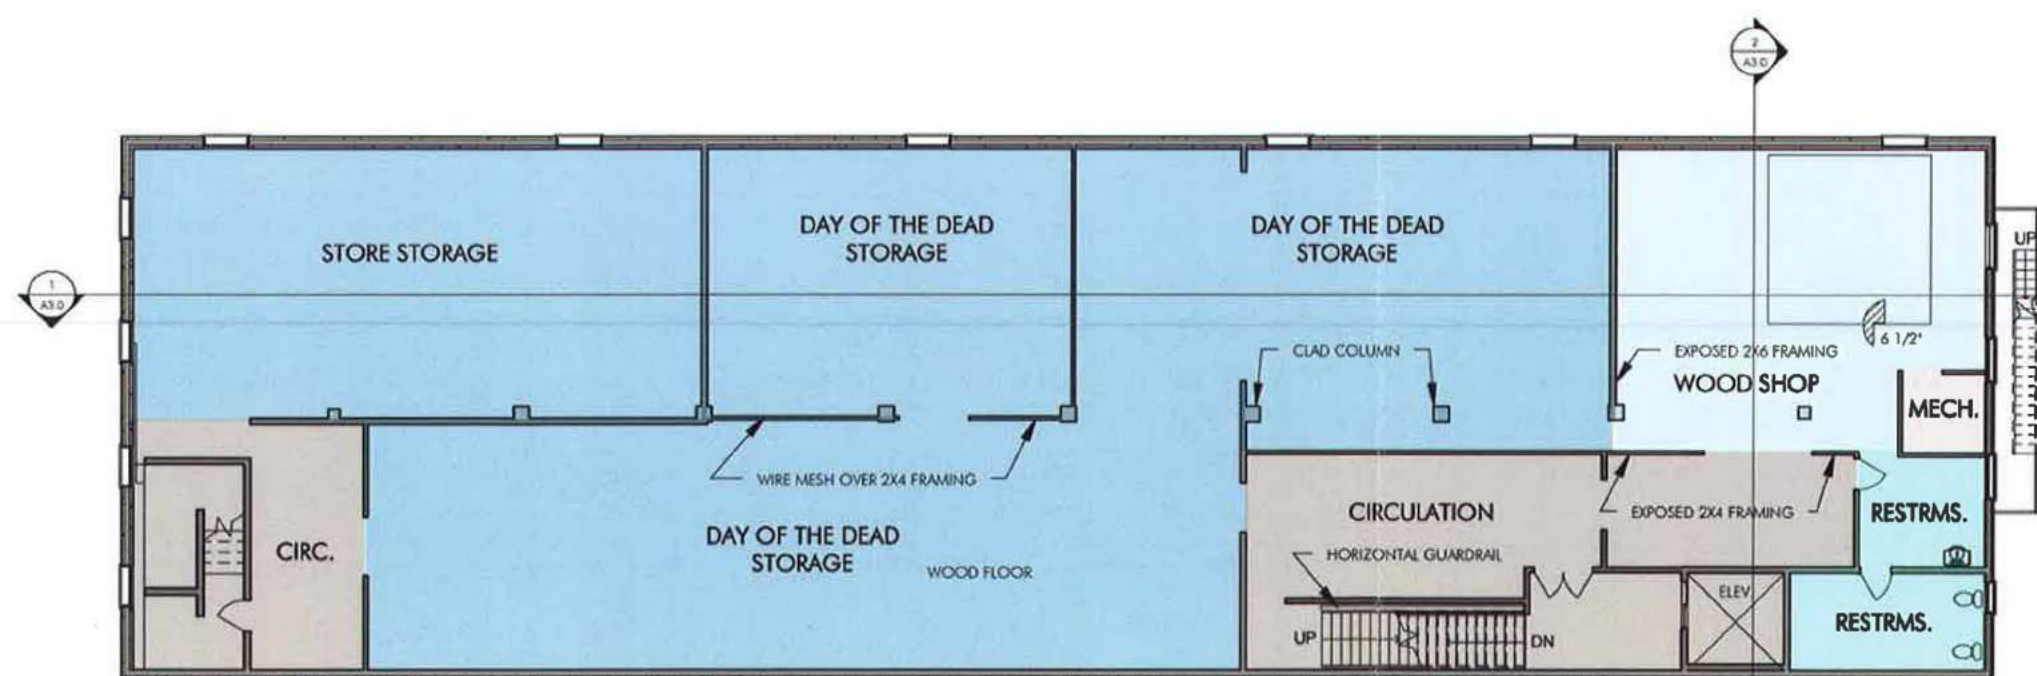 2
A3.0
UP
DAY OF THE DEAD
STORAGE
DAY OF THE DEAD
STORAGE
STORE STORAGE
1
A3.0
6 1/2"
CLAD COLUMN
EXPOSED 2X6 FRAMING
WOOD SHOP
MECH.
WIRE MESH OVER 2X4 FRAMING
CIRCULATION
EXPOSED 2X4 FRAMING
RESTRMS.
DAY OF THE DEAD
STORAGE
WOOD FLOOR
CIRC.
HORIZONTAL GUARDRAIL
ELEV.
RESTRMS.
UP
DN